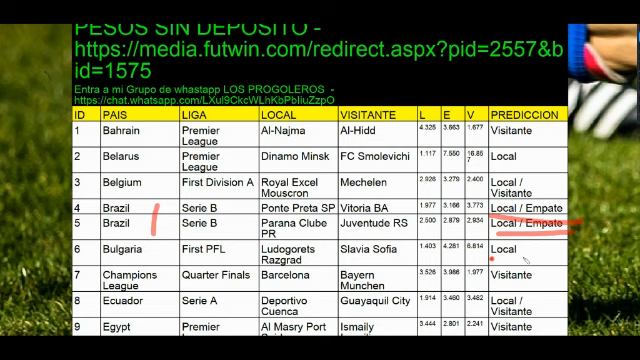 PESOS SIN DEPOSITO -
https://media.futwin.com/redirect.aspx?pid=2557&b
id=1575
Entra a mi Grupo de whastapp LOS PROGOLEROS -
https://chat.whatsapp.com/LXul9CkcWLhKbPbIiuZzpO
ID PAIS LIGA LOCAL VISITANTE L E V PREDICCION
1 Bahrain Premier League Al-Najma Al-Hidd 4.325 3.663 1.677 Visitante
2 Belarus Premier League Dinamo Minsk FC Smolevichi 1.117 7.550 16.857 Local
3 Belgium First Division A Royal Excel Mouscron Mechelen 2.926 3.279 2.400 Local / Visitante
4 Brazil Serie B Ponte Preta SP Vitoria BA 1.977 3.166 3.773 Local / Empate
5 Brazil Serie B Parana Clube PR Juventude RS 2.500 2.879 2.934 Local / Empate
6 Bulgaria First PFL Ludogorets Razgrad Slavia Sofia 1.403 4.281 6.814 Local
7 Champions League Quarter Finals Barcelona Bayern Munchen 3.526 3.986 1.977 Visitante
8 Ecuador Serie A Deportivo Cuenca Guayaquil City 1.914 3.460 3.482 Local / Visitante
9 Egypt Premier Al Masry Port Ismaily 3.444 2.801 2.241 Visitante